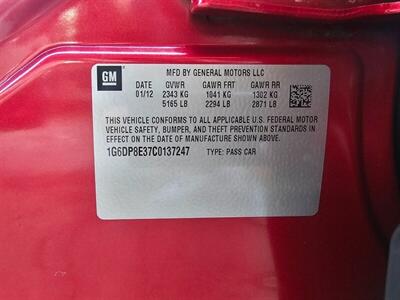 GM
MFD BY GENERAL MOTORS LLC
DATE GVWR GAWR FRT GAWR RR
01/12 2343 KG 1041 KG 1302 KG
5165 LB 2294 LB 2871 LB
THIS VEHICLE CONFORMS TO ALL APPLICABLE U.S. FEDERAL MOTOR
VEHICLE SAFETY, BUMPER, AND THEFT PREVENTION STANDARDS IN
EFFECT ON THE DATE OF MANUFACTURE SHOWN ABOVE.
1G6DP8E37C0137247 TYPE: PASS CAR